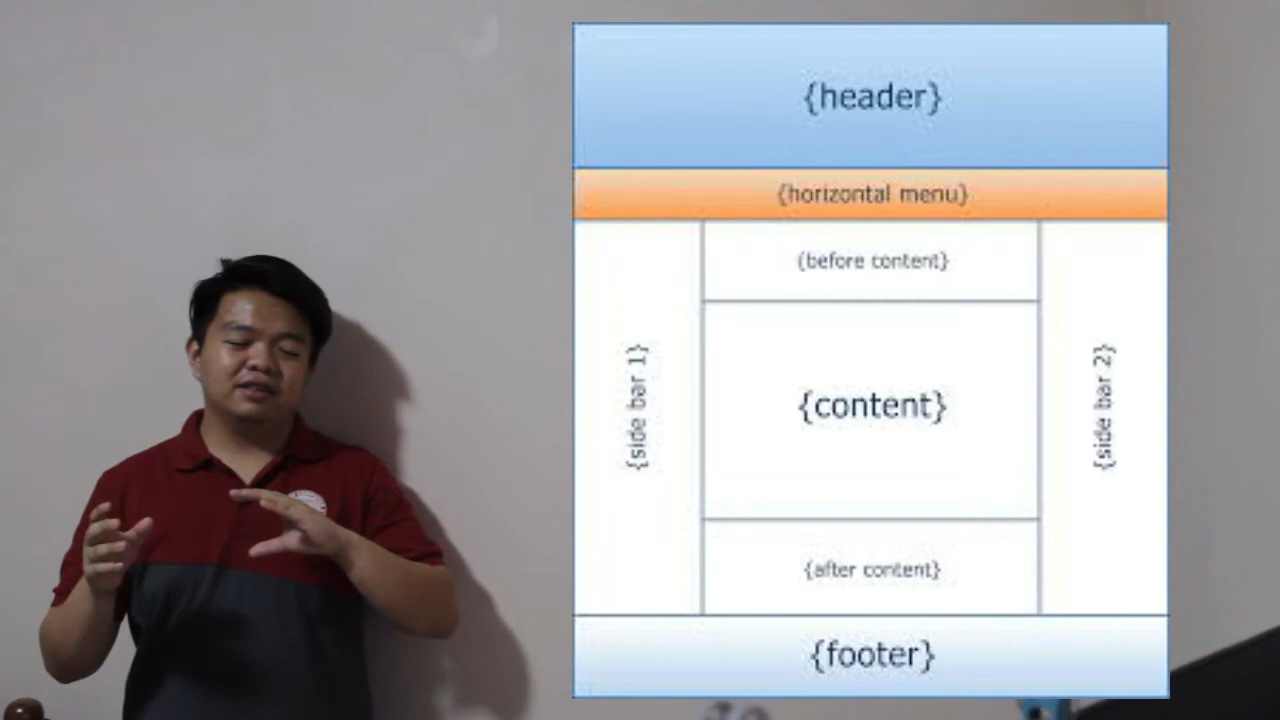 {header}
{horizontal menu}
{before content}
{side bar 1}
{content}
{side bar 2}
{after content}
{footer}